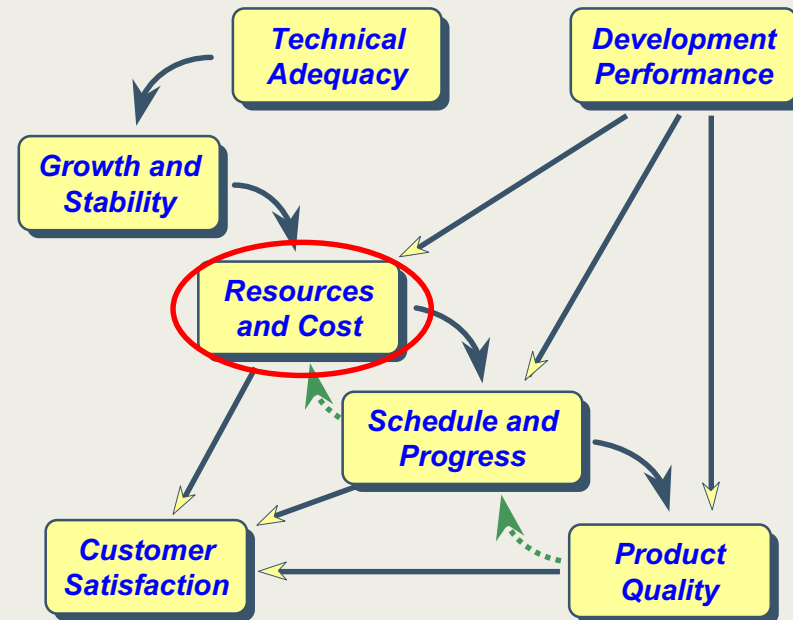 Technical
Adequacy
Development
Performance
Growth and
Stability
Resources
and Cost
Schedule and
Progress
Customer
Satisfaction
Product
Quality